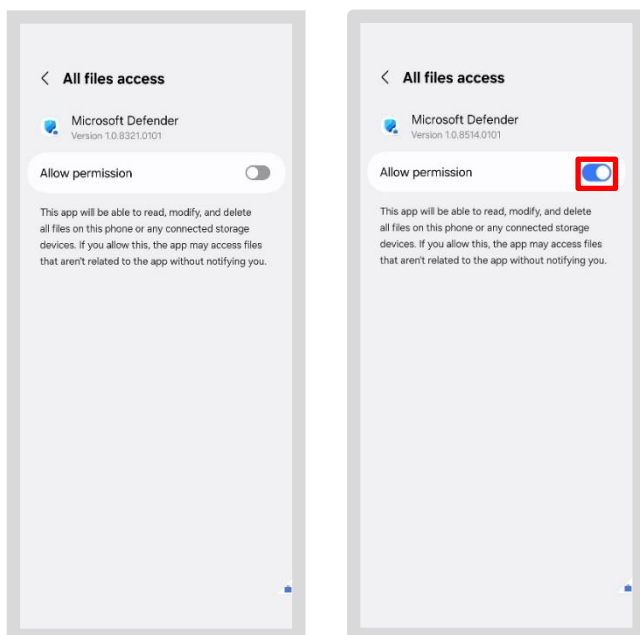 All files access
Microsoft Defender
Version 1.0.8321.0101
Allow permission
This app will be able to read, modify, and delete
all files on this phone or any connected storage
devices. If you allow this, the app may access files
that aren't related to the app without notifying you.
All files access
Microsoft Defender
Version 1.0.8514.0101
Allow permission
This app will be able to read, modify, and delete
all files on this phone or any connected storage
devices. If you allow this, the app may access files
that aren't related to the app without notifying you.